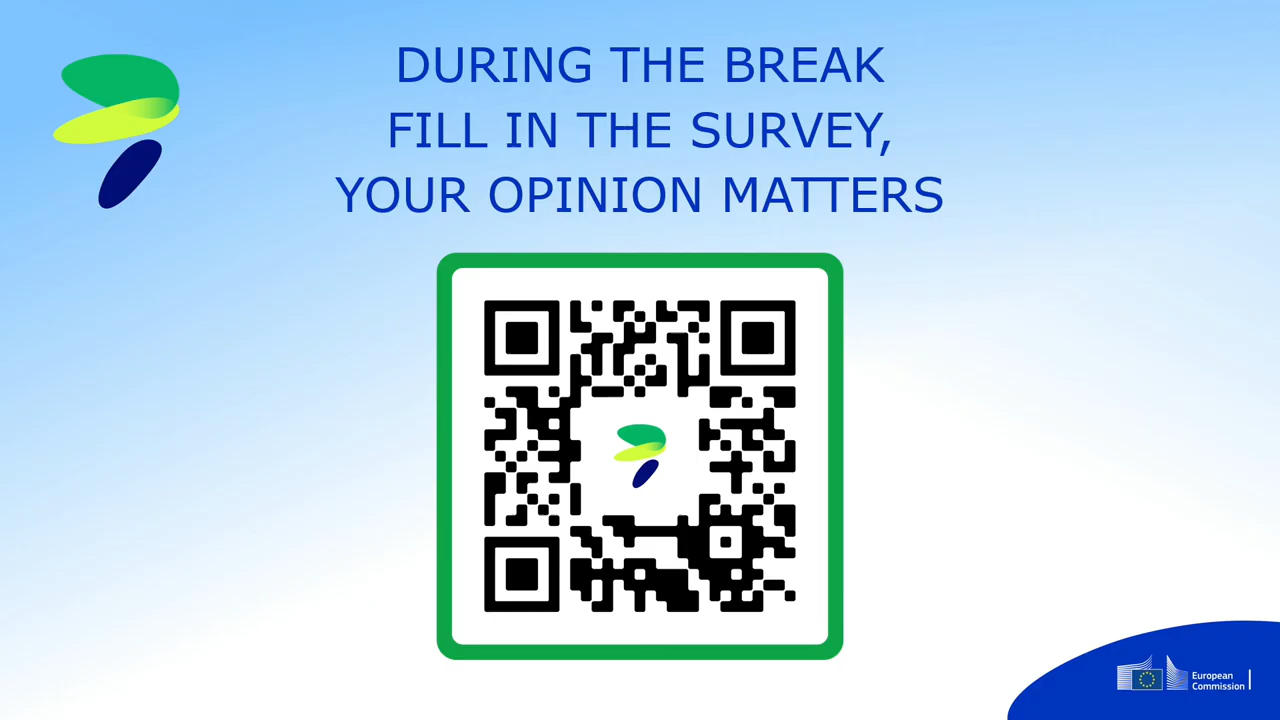 DURING THE BREAK
FILL IN THE SURVEY,
YOUR OPINION MATTERS
European
Commission